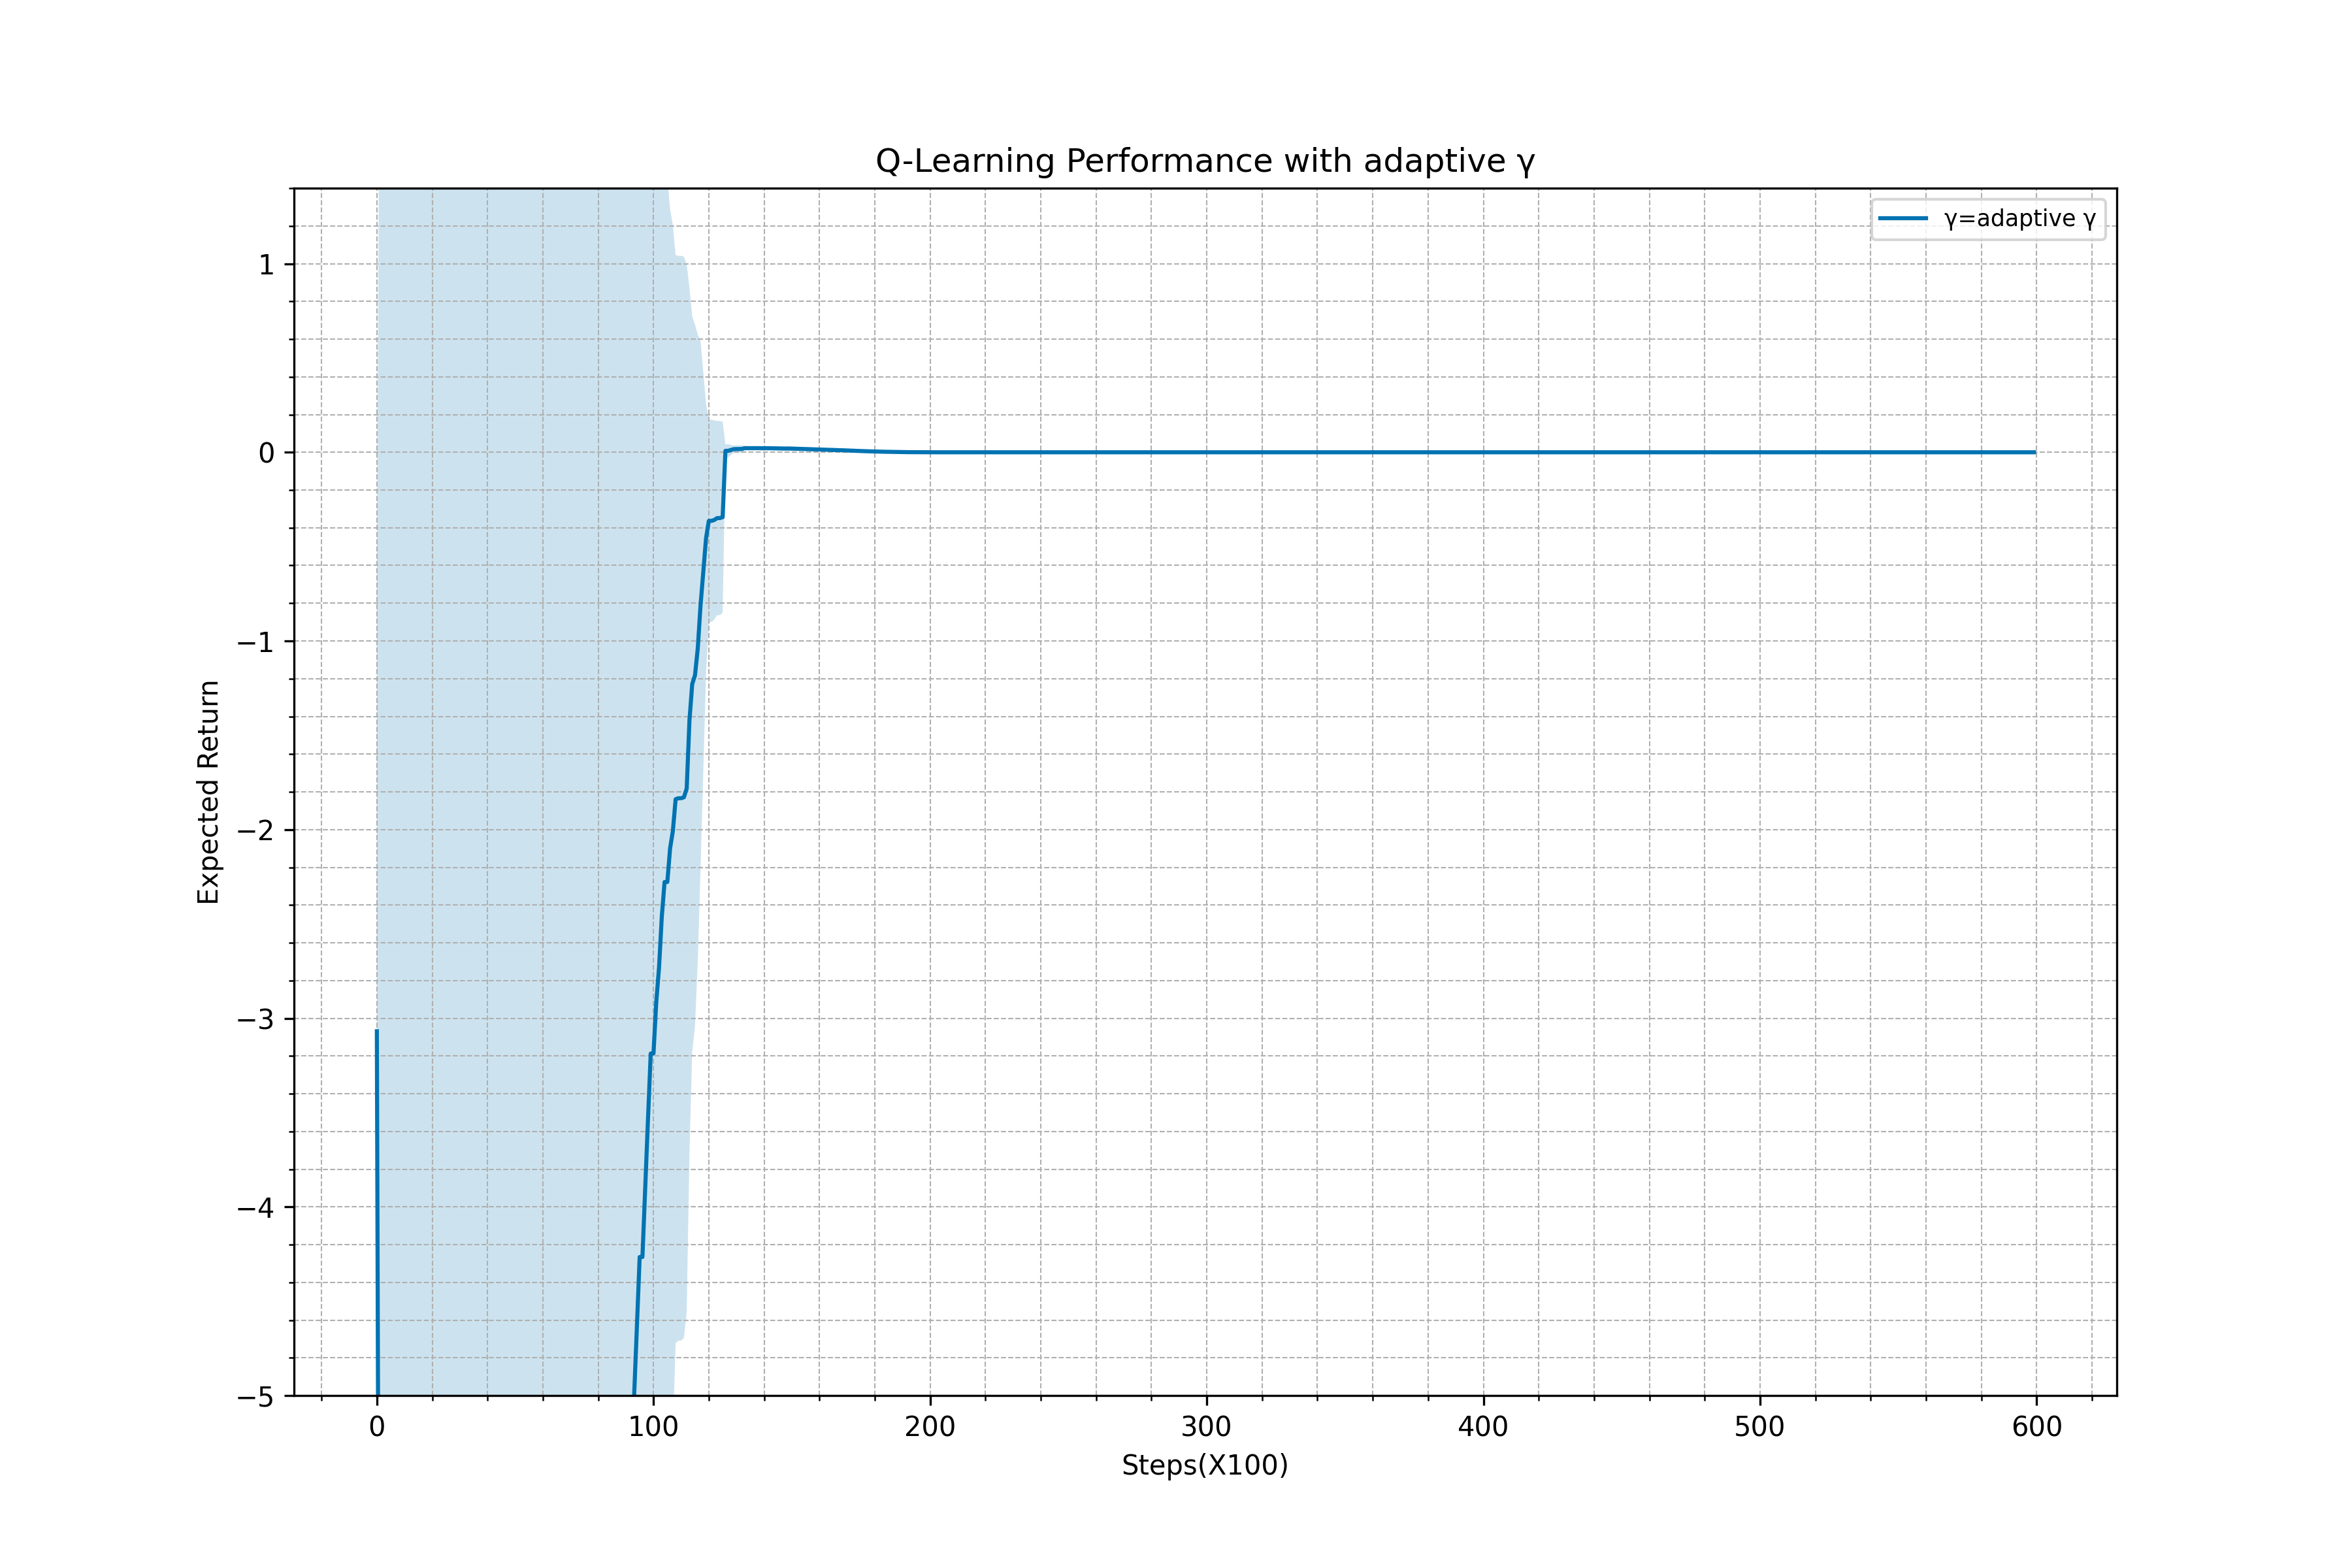 Q-Learning Performance with adaptive γ
γ=adaptive γ
1
0
−1
−2
−3
−4
−5
Expected Return
0 100 200 300 400 500 600
Steps(X100)